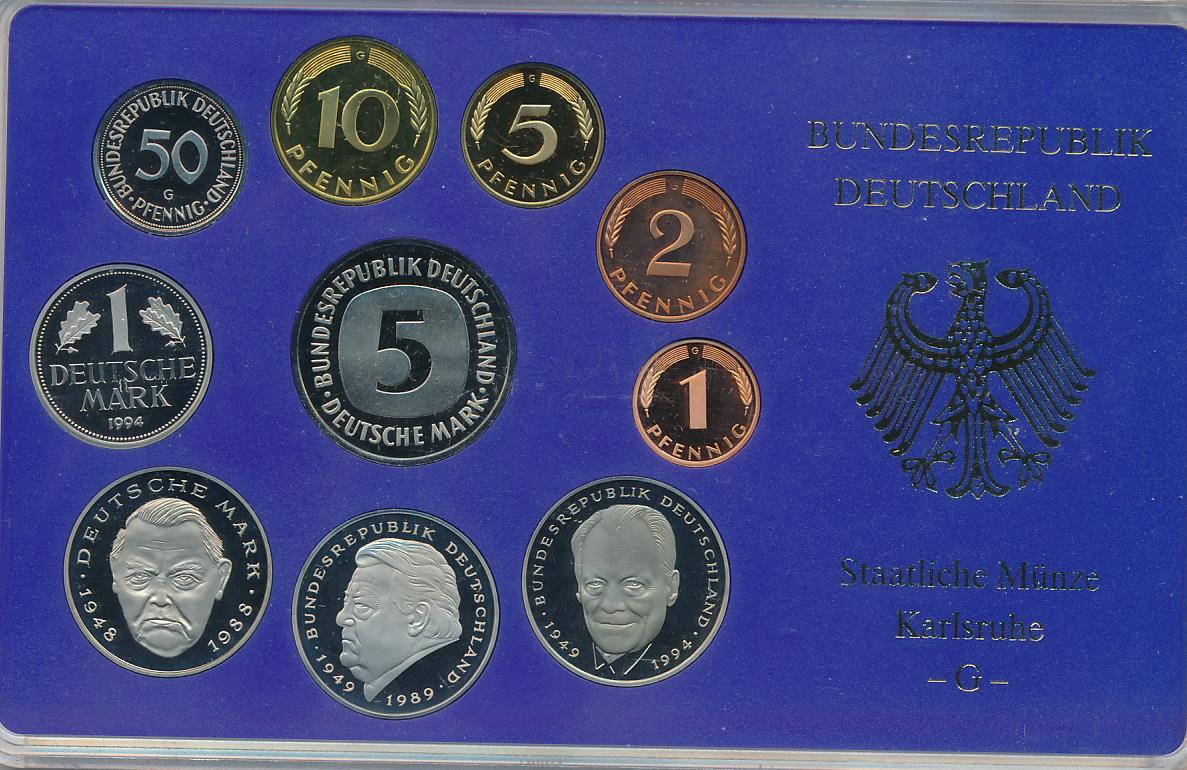 BUNDESREPUBLIK DEUTSCHLAND
50
G
PFENNIG
G
10
PFENNIG
G
5
PFENNIG
BUNDESREPUBLIK
DEUTSCHLAND
G
2
PFENNIG
1
DEUTSCHE
MARK
1994
BUNDESREPUBLIK DEUTSCHLAND
5
DEUTSCHE MARK
G
1
PFENNIG
DEUTSCHE MARK
1948 1988
BUNDESREPUBLIK DEUTSCHLAND
1949 1989
BUNDESREPUBLIK DEUTSCHLAND
1949 1994
Staatliche Münze
Karlsruhe
– G –